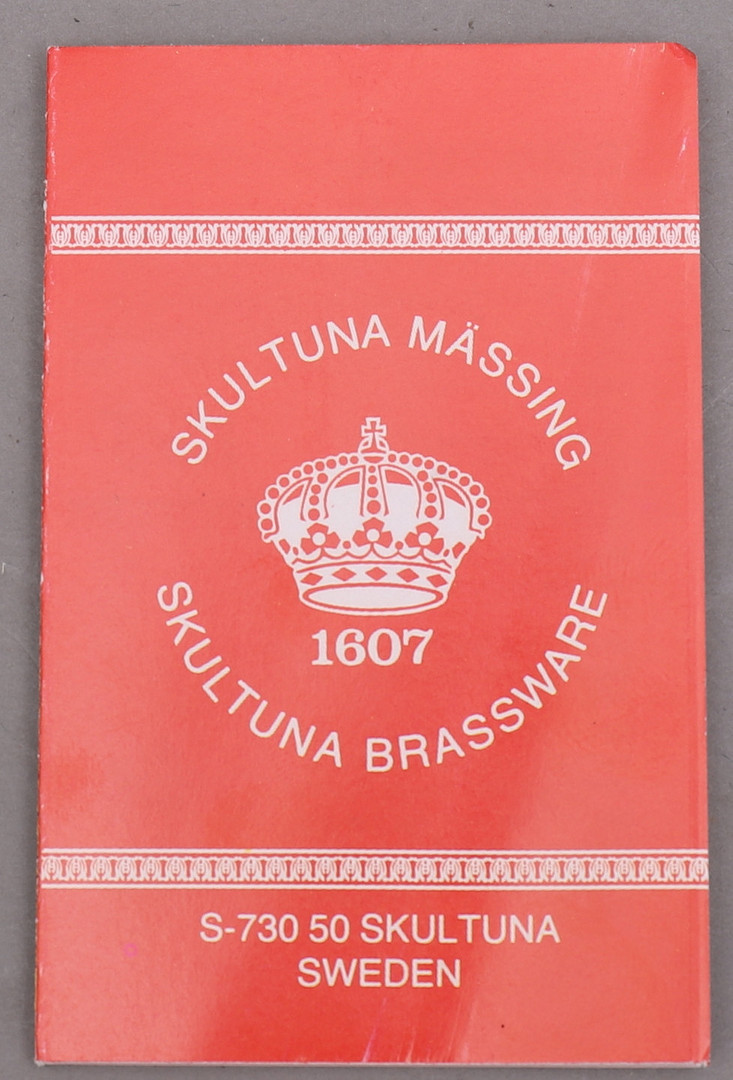 SKULTUNA MÄSSING
1607
SKULTUNA BRASSWARE
S-730 50 SKULTUNA
SWEDEN